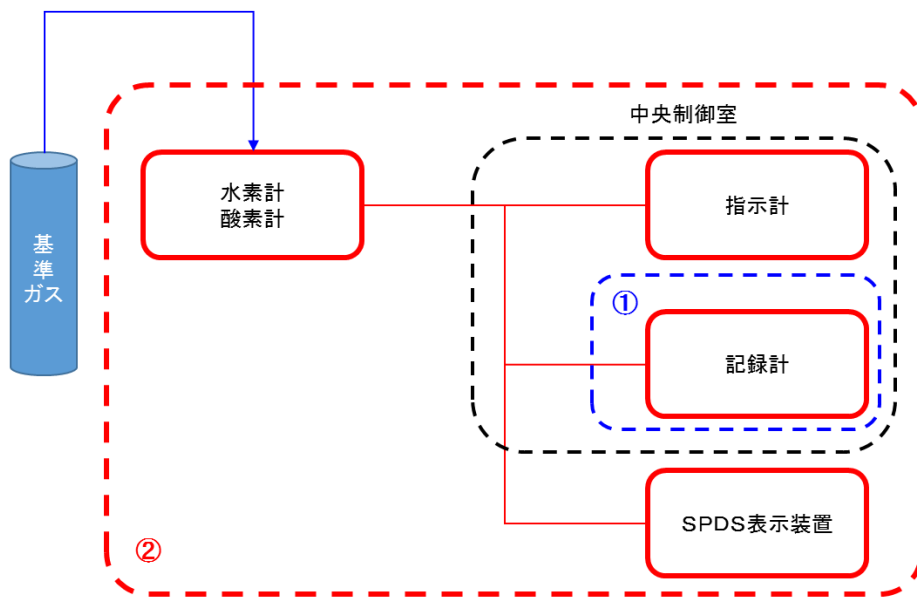 中央制御室
水素計
酸素計
指示計
基
準
ガス
①
記録計
SPDS表示装置
②